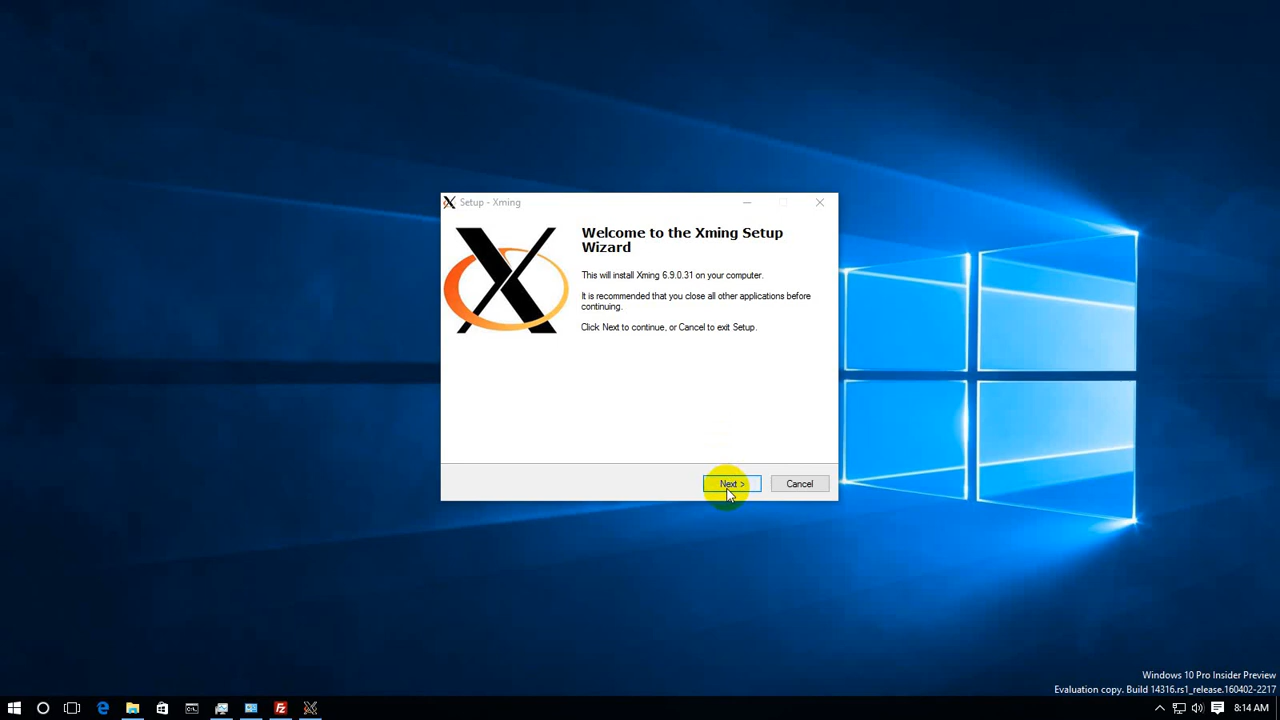 Setup - Xming
Welcome to the Xming Setup
Wizard
This will install Xming 6.9.0.31 on your computer.
It is recommended that you close all other applications before
continuing.
Click Next to continue, or Cancel to exit Setup.
Next >
Cancel
Windows 10 Pro Insider Preview
Evaluation copy. Build 14316.rs1_release.160402-2217
8:14 AM